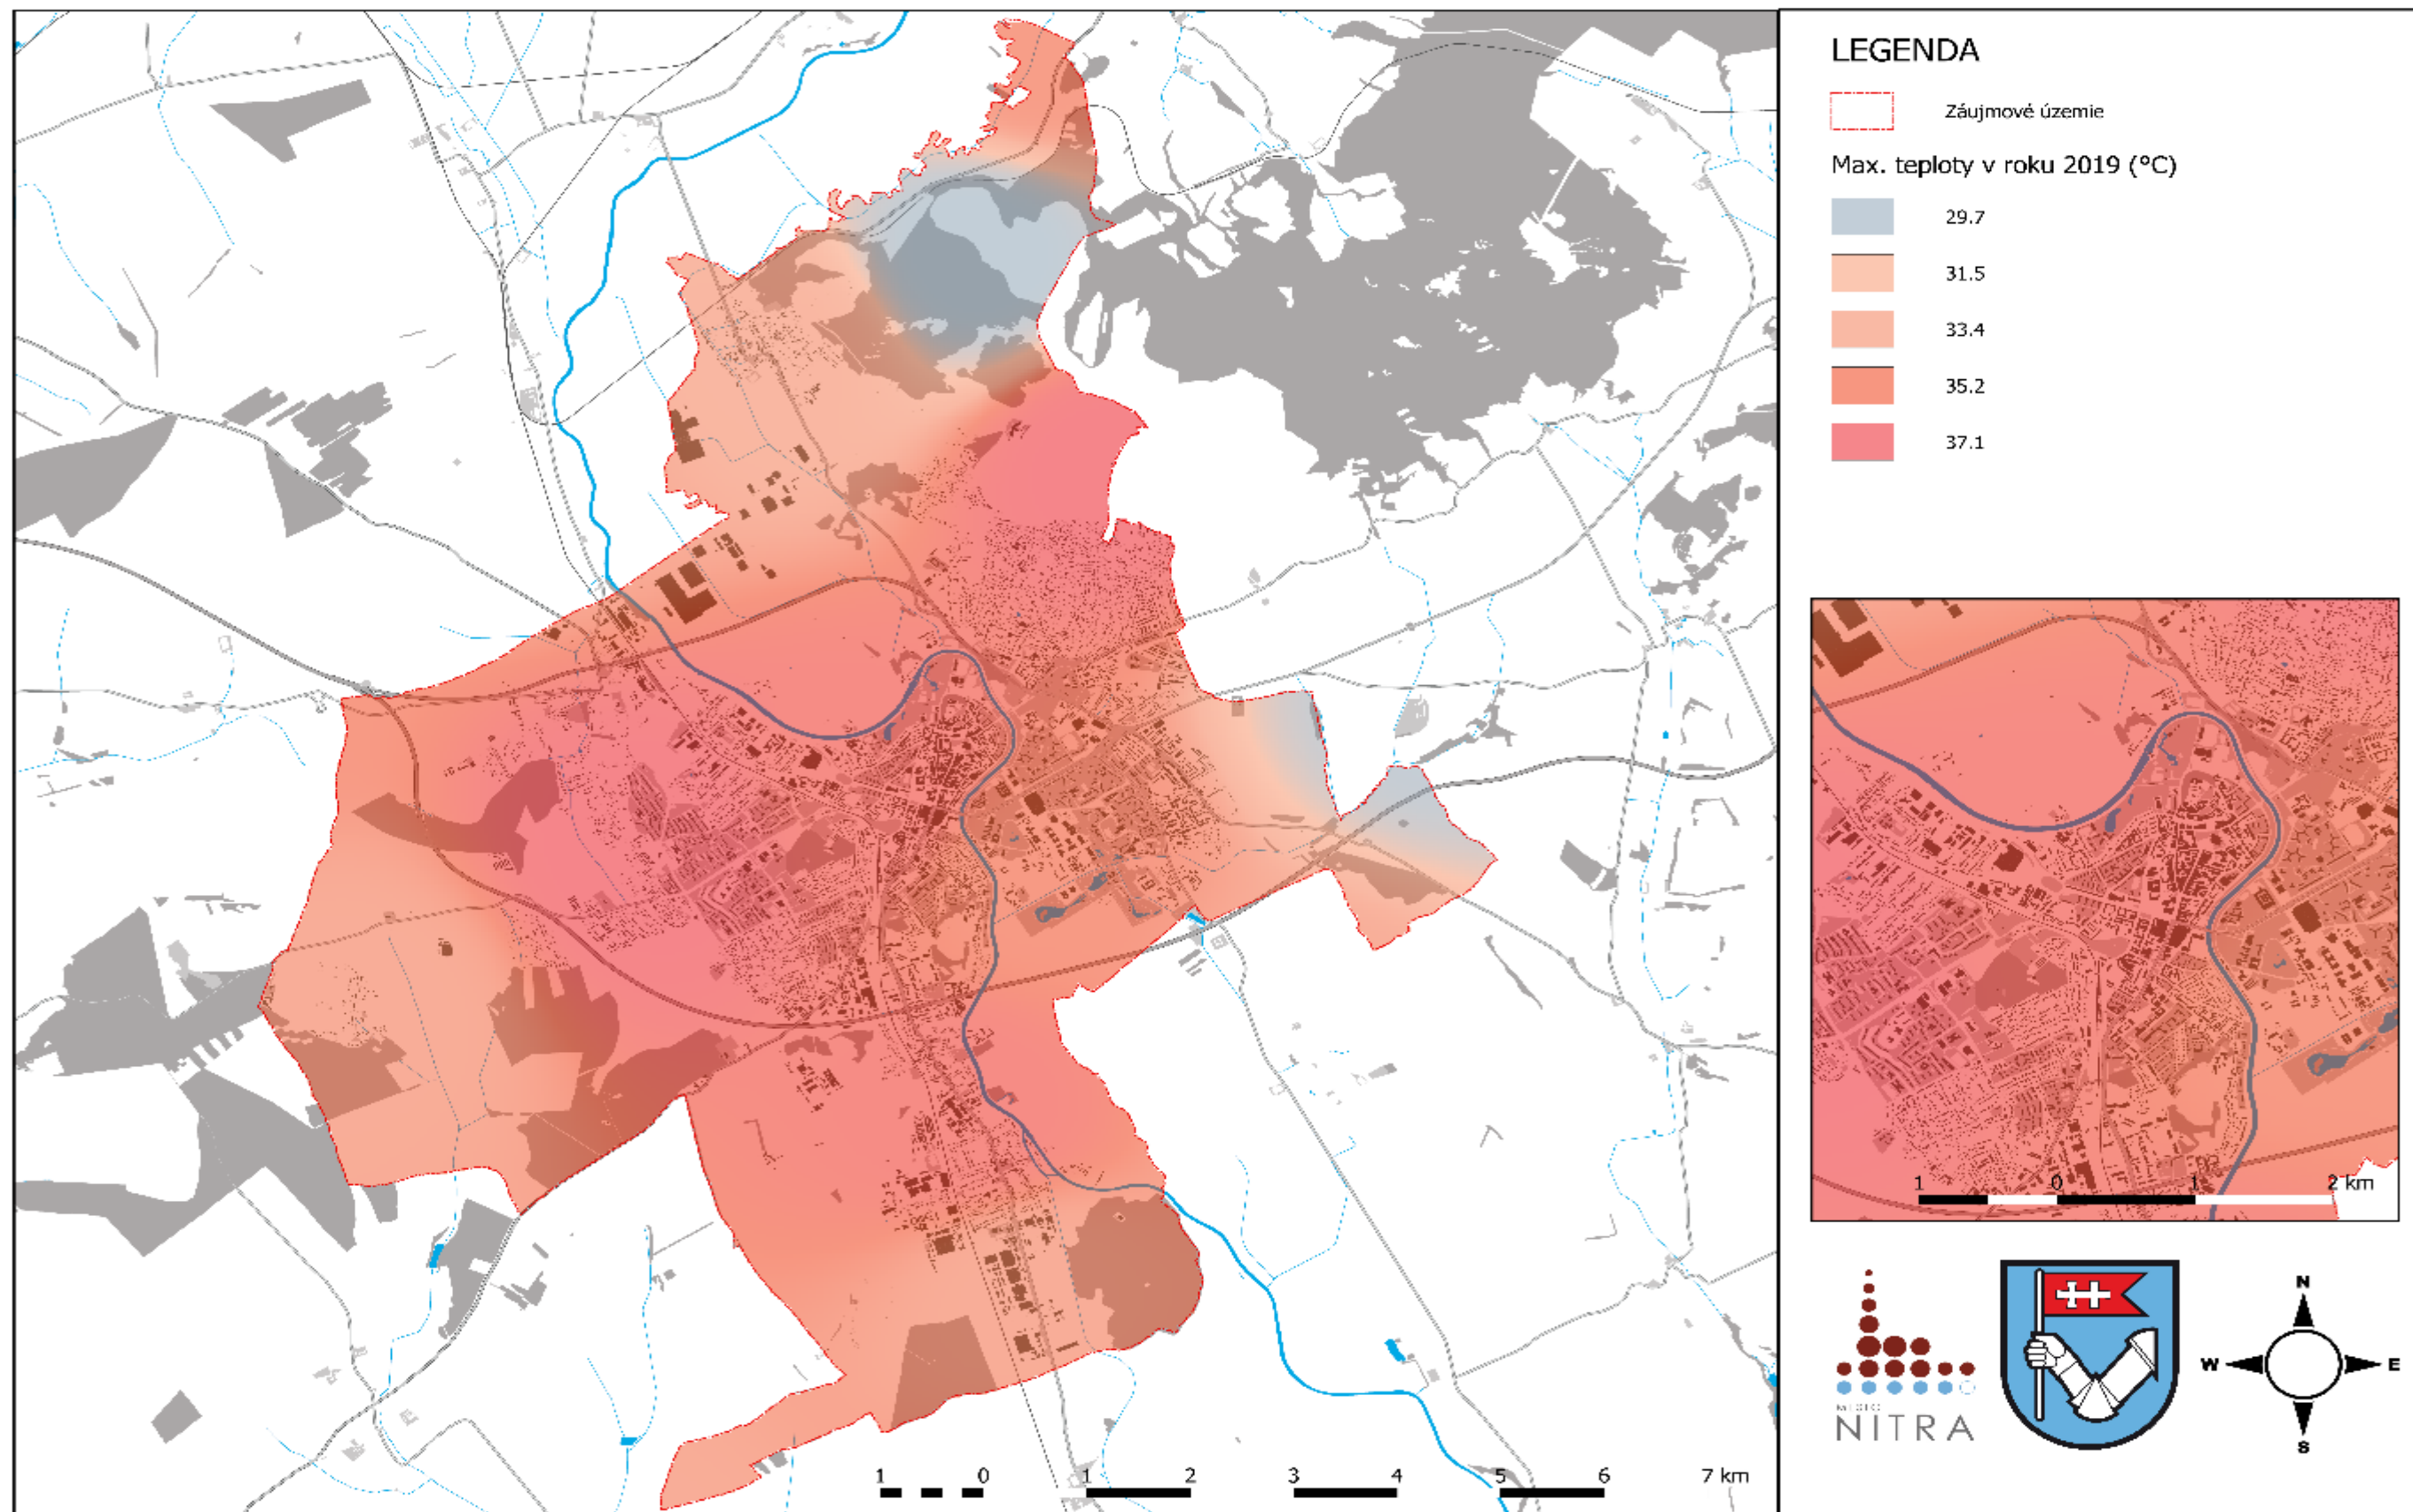 LEGENDA
Záujmové územie
Max. teploty v roku 2019 (°C)
29.7
31.5
33.4
35.2
37.1
1 0 1 2 km
MESTO
NITRA
N
W E
S
1 0 1 2 3 4 5 6 7 km